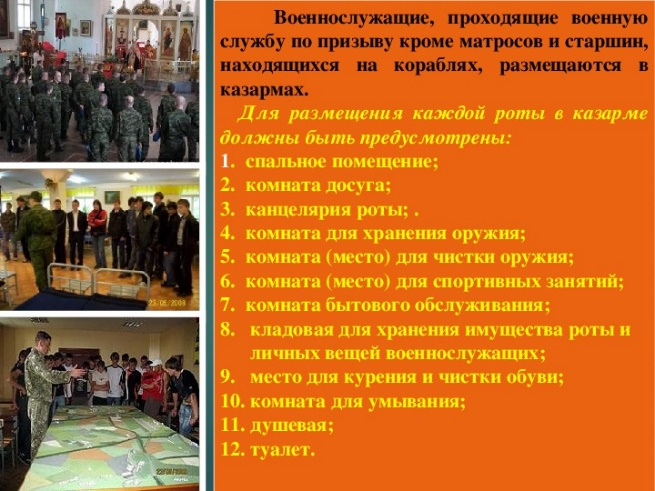 Военнослужащие, проходящие военную
службу по призыву кроме матросов и старшин,
находящихся на кораблях, размещаются в
казармах.
Для размещения каждой роты в казарме
должны быть предусмотрены:
1. спальное помещение;
2. комната досуга;
3. канцелярия роты; .
4. комната для хранения оружия;
5. комната (место) для чистки оружия;
6. комната (место) для спортивных занятий;
7. комната бытового обслуживания;
8. кладовая для хранения имущества роты и
личных вещей военнослужащих;
9. место для курения и чистки обуви;
10. комната для умывания;
11. душевая;
12. туалет.